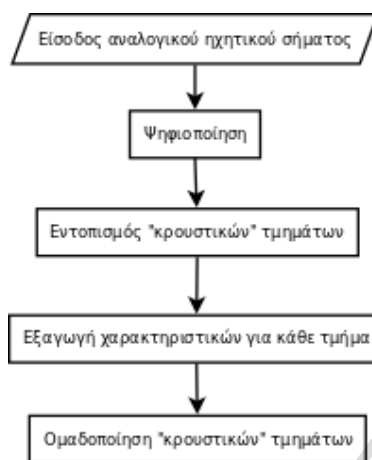 Είσοδος αναλογικού ηχητικού σήματος
Ψηφιοποίηση
Εντοπισμός "κρουστικών" τμημάτων
Εξαγωγή χαρακτηριστικών για κάθε τμήμα
Ομαδοποίηση "κρουστικών" τμημάτων